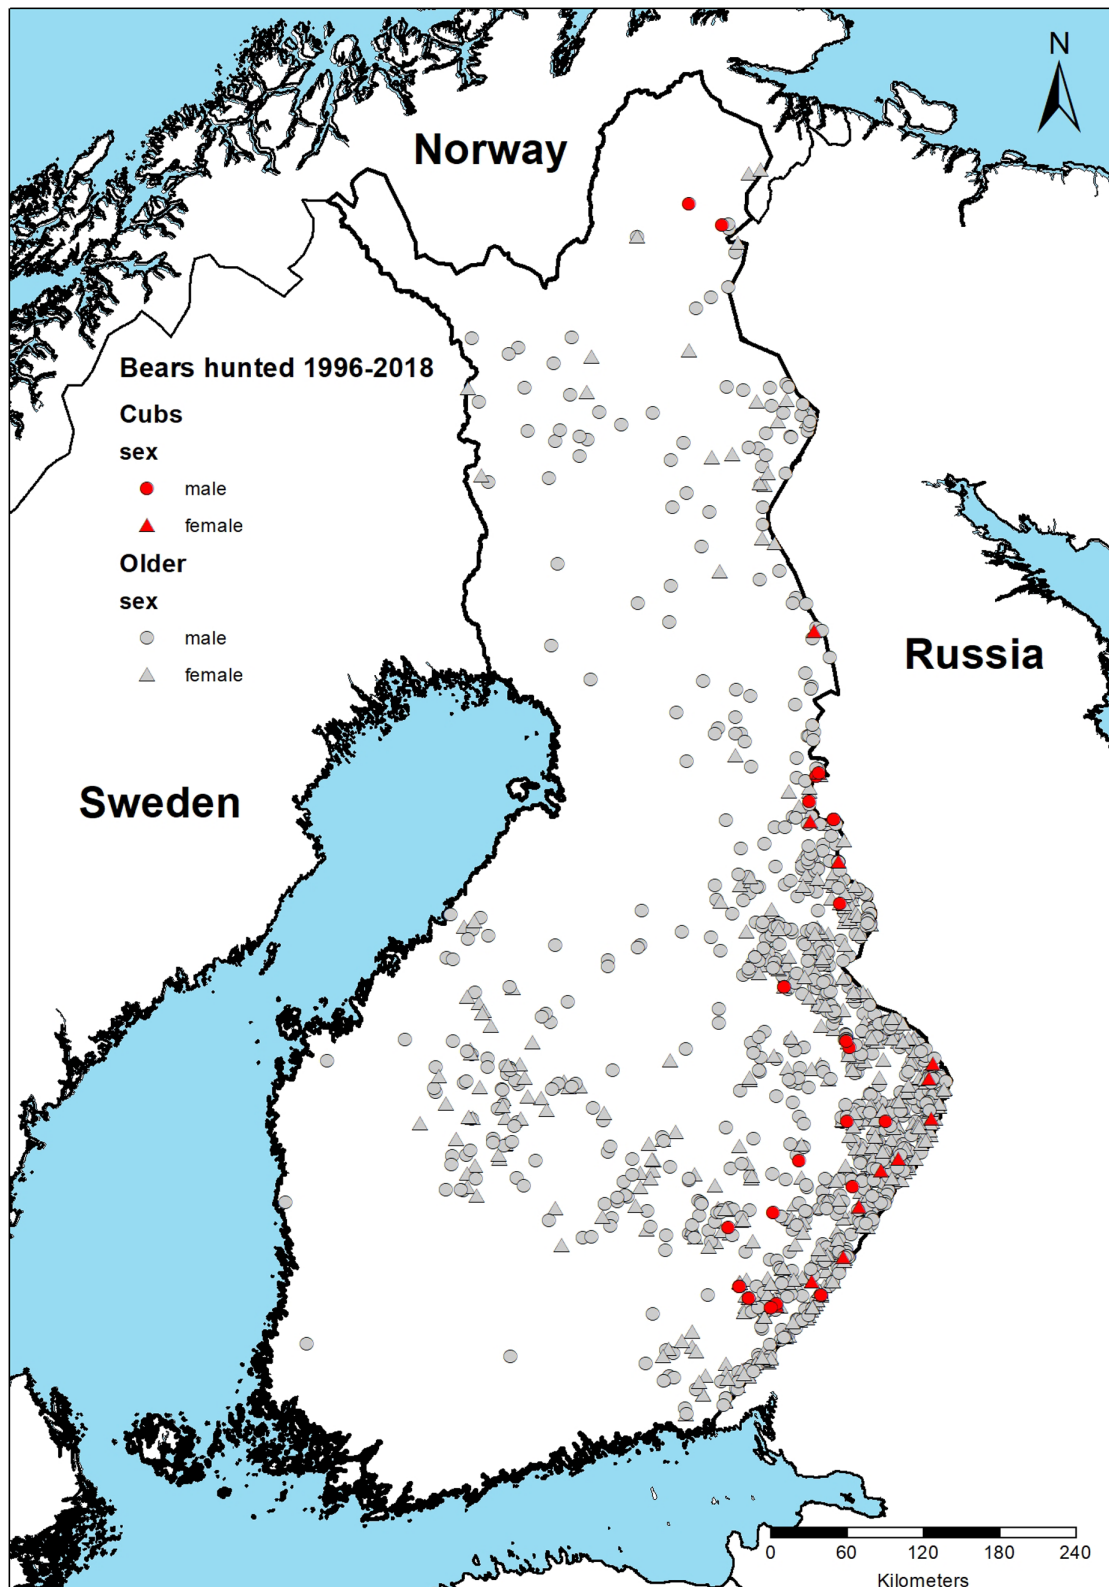 N
Norway
Bears hunted 1996-2018
Cubs
sex
male
female
Older
sex
male
female
Russia
Sweden
0 60 120 180 240
Kilometers